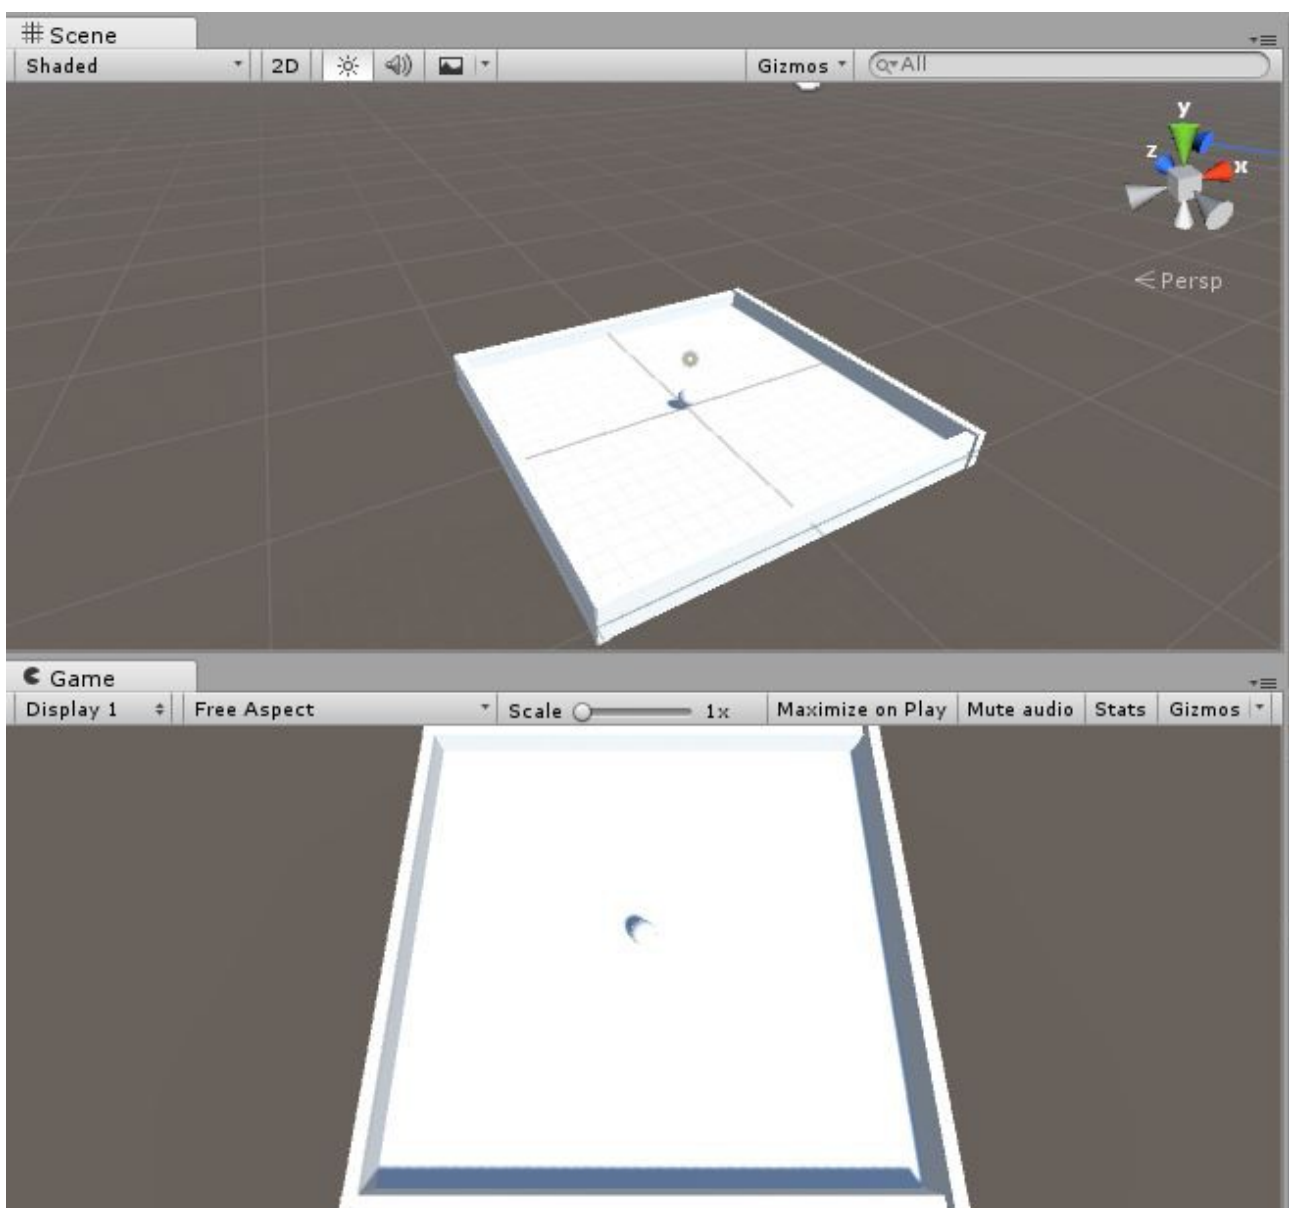 Scene
Shaded 2D Gizmos All
y
z x
Persp
Game
Display 1 Free Aspect Scale 1x Maximize on Play Mute audio Stats Gizmos